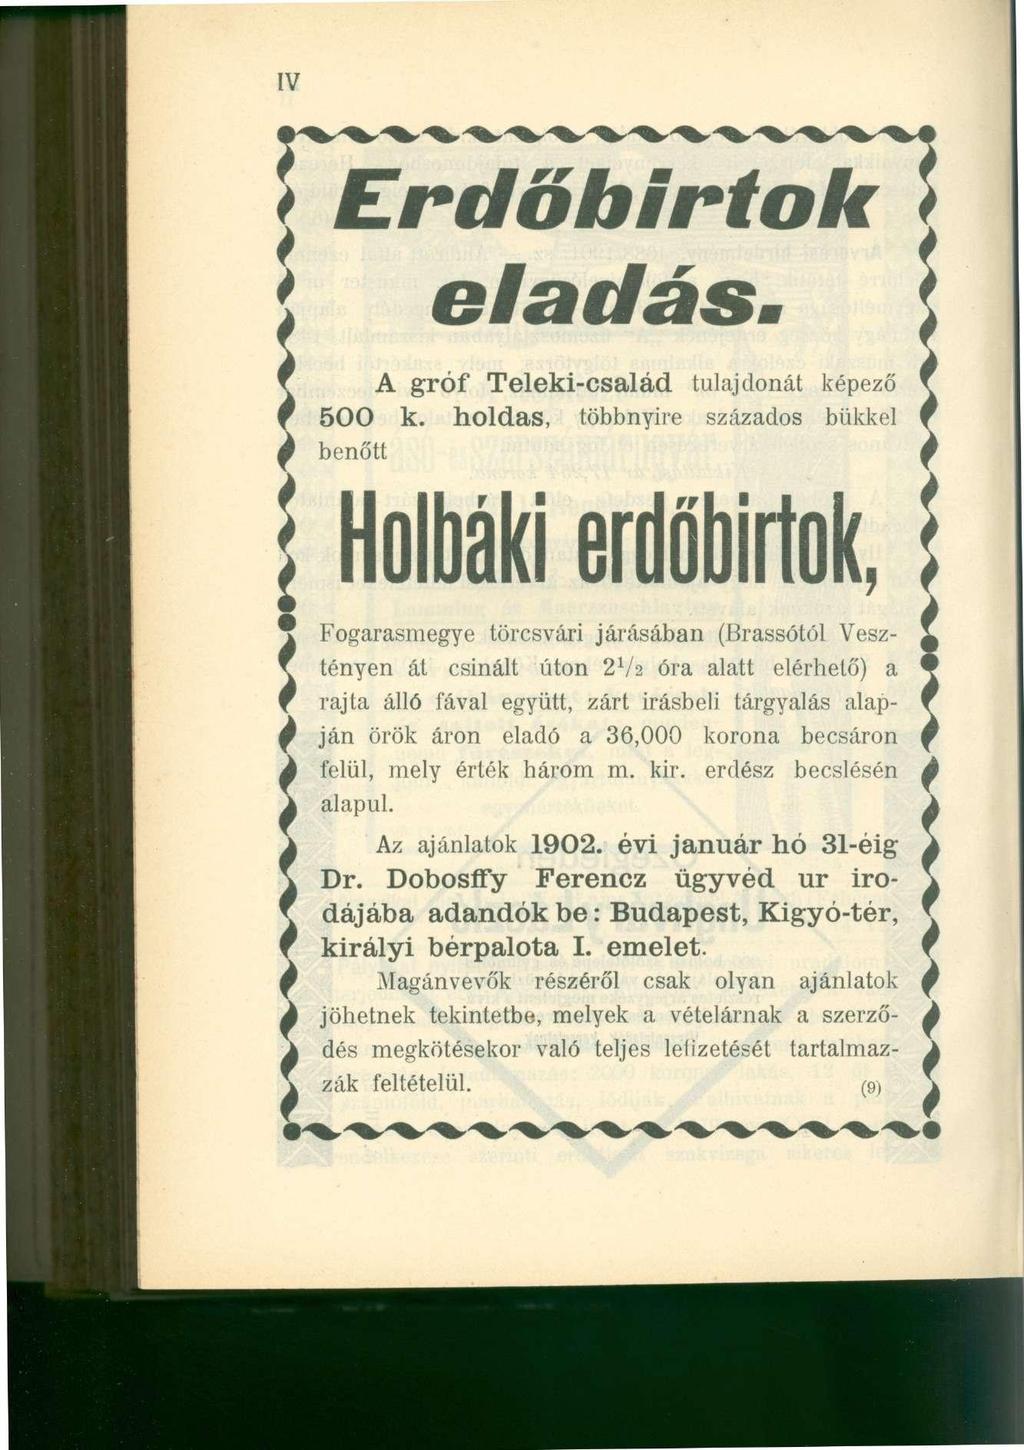 IV
Erdőbirtok
eladás.
A gróf Teleki-család tulajdonát képező
500 k. holdas, többnyire százados bükkel
benőtt
Holbáki erdőbirtok,
Fogarasmegye törcsvári járásában (Brassótól Vesz-
tényen át csinált úton 2¹/₂ óra alatt elérhető) a
rajta álló fával együtt, zárt irásbeli tárgyalás alap-
ján örök áron eladó a 36,000 korona becsáron
felül, mely érték három m. kir. erdész becslésén
alapul.
Az ajánlatok 1902. évi január hó 31-éig
Dr. Dobosffy Ferencz ügyvéd ur iro-
dájába adandók be: Budapest, Kigyó-tér,
királyi bérpalota I. emelet.
Magánvevők részéről csak olyan ajánlatok
jöhetnek tekintetbe, melyek a vételárnak a szerző-
dés megkötésekor való teljes lefizetését tartalmaz-
zák feltételül. (9)